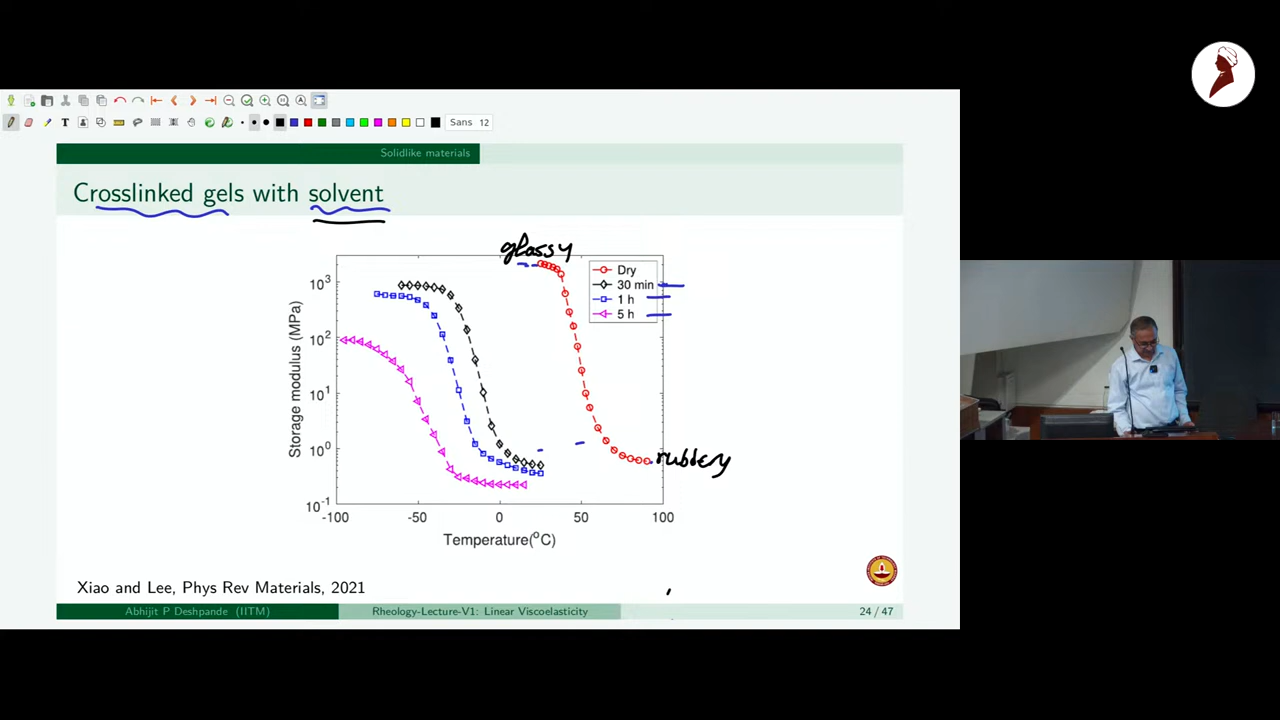 Sans 12
Solidlike materials
Crosslinked gels with solvent
glassy
Dry
30 min
1 h
5 h
10^3
10^2
10^1
10^0
10^-1
Storage modulus (MPa)
rubbery
-100 -50 0 50 100
Temperature(°C)
Xiao and Lee, Phys Rev Materials, 2021
Abhijit P Deshpande (IITM) Rheology-Lecture-V1: Linear Viscoelasticity 24 / 47